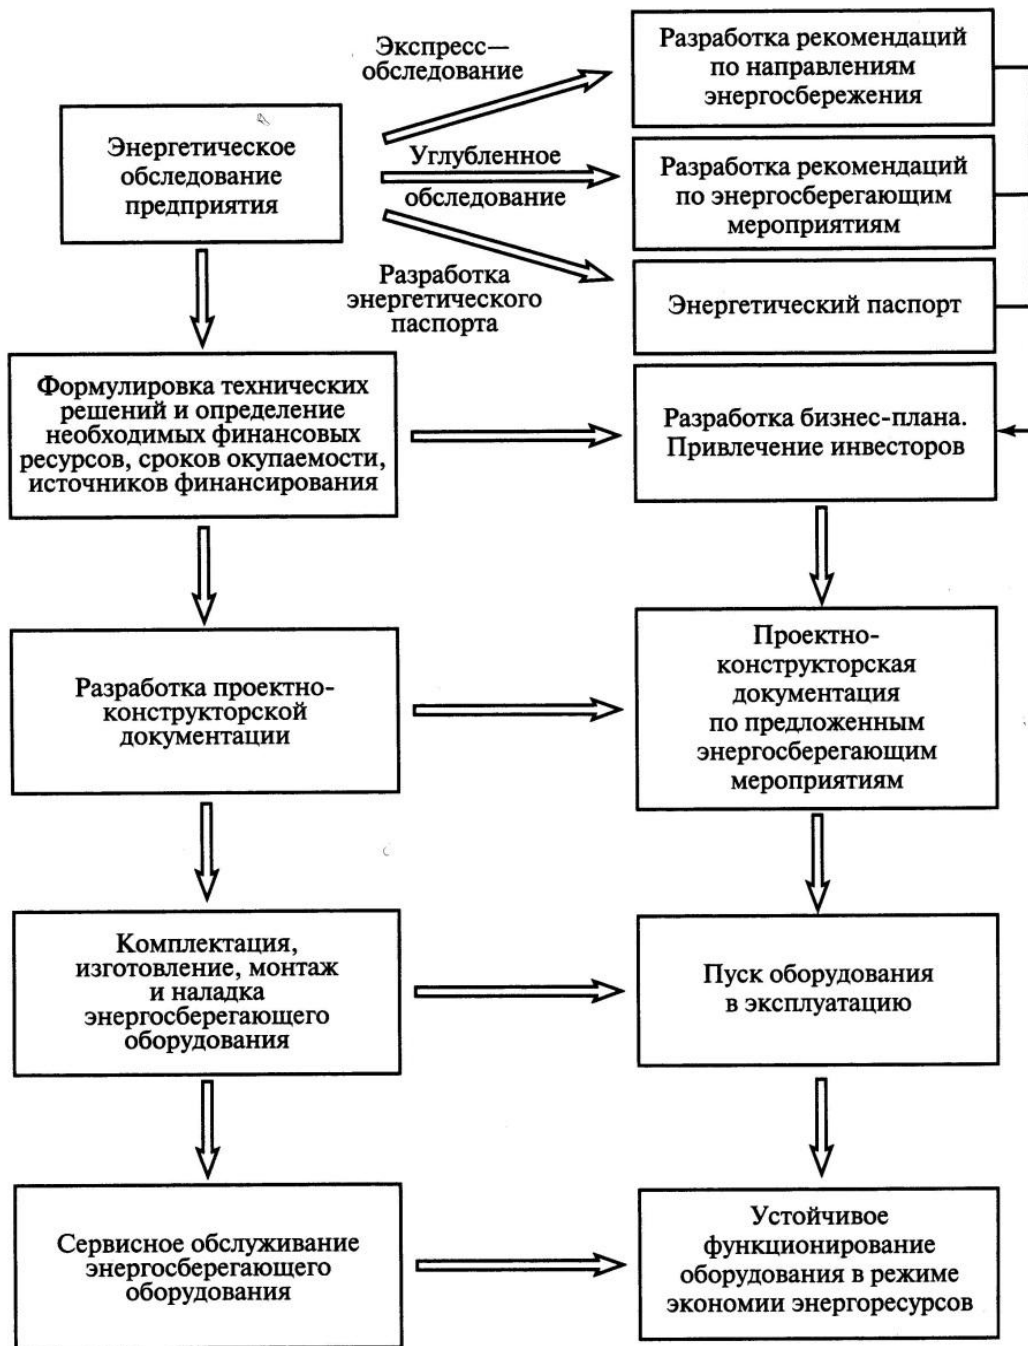 Экспресс—
обследование
Разработка рекомендаций
по направлениям
энергосбережения
Энергетическое
обследование
предприятия
Углубленное
обследование
Разработка рекомендаций
по энергосберегающим
мероприятиям
Разработка
энергетического
паспорта
Энергетический паспорт
Формулировка технических
решений и определение
необходимых финансовых
ресурсов, сроков окупаемости,
источников финансирования
Разработка бизнес-плана.
Привлечение инвесторов
Разработка проектно-
конструкторской
документации
Проектно-
конструкторская
документация
по предложенным
энергосберегающим
мероприятиям
Комплектация,
изготовление, монтаж
и наладка
энергосберегающего
оборудования
Пуск оборудования
в эксплуатацию
Сервисное обслуживание
энергосберегающего
оборудования
Устойчивое
функционирование
оборудования в режиме
экономии энергоресурсов